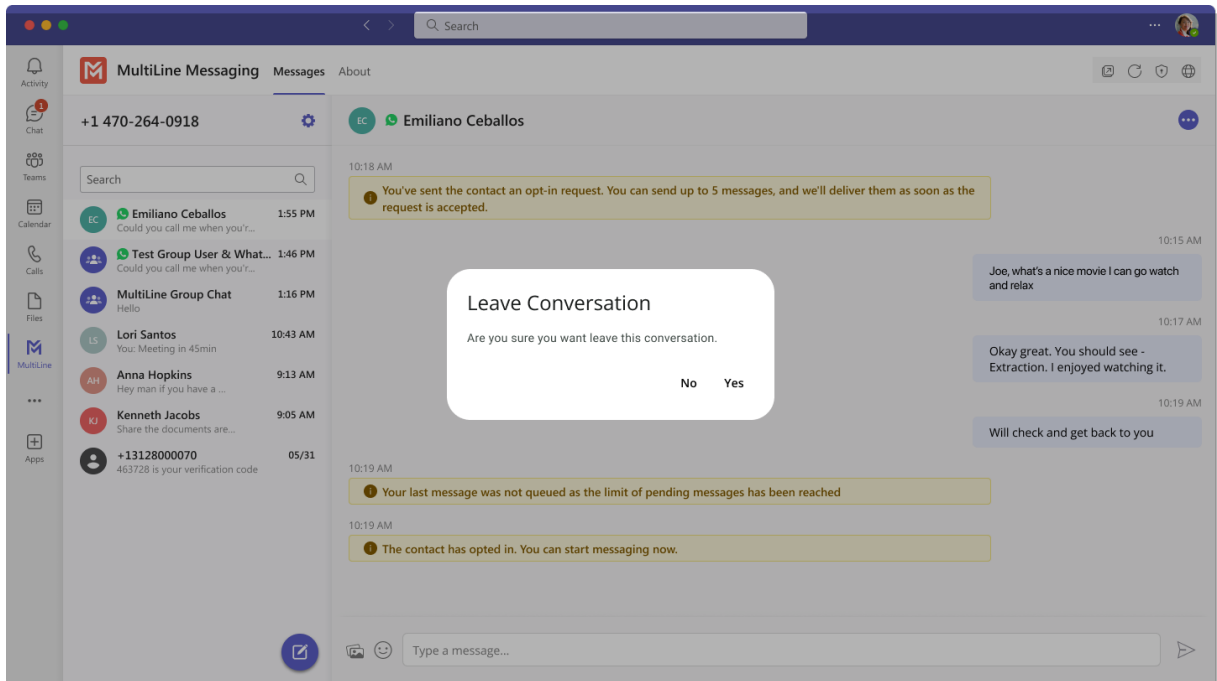 Search
Activity
1
Chat
Teams
Calendar
Calls
Files
MultiLine
Apps
MultiLine Messaging Messages About
+1 470-264-0918
Search
EC Emiliano Ceballos 1:55 PM
Could you call me when you'r...
Test Group User & What... 1:46 PM
Could you call me when you'r...
MultiLine Group Chat 1:16 PM
Hello
LS Lori Santos 10:43 AM
You: Meeting in 45min
AH Anna Hopkins 9:13 AM
Hey man if you have a ...
KJ Kenneth Jacobs 9:05 AM
Share the documents are...
+13128000070 05/31
463728 is your verification code
EC Emiliano Ceballos
10:18 AM
You've sent the contact an opt-in request. You can send up to 5 messages, and we'll deliver them as soon as the
request is accepted.
10:15 AM
Joe, what's a nice movie I can go watch
and relax
10:17 AM
Okay great. You should see -
Extraction. I enjoyed watching it.
10:19 AM
Will check and get back to you
Leave Conversation
Are you sure you want leave this conversation.
No Yes
10:19 AM
Your last message was not queued as the limit of pending messages has been reached
10:19 AM
The contact has opted in. You can start messaging now.
Type a message...